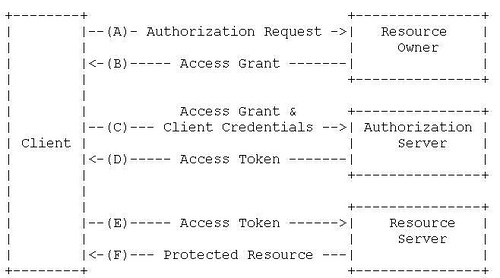 +--------+                                  +---------------+
|        |--(A)- Authorization Request ->|   Resource    |
|        |                               |     Owner     |
|        |<-(B)----- Access Grant -------|               |
|        |                               +---------------+
|        |
|        |         Access Grant &        +---------------+
|        |--(C)--- Client Credentials -->| Authorization |
| Client |                               |     Server    |
|        |<-(D)----- Access Token -------|               |
|        |                               +---------------+
|        |
|        |                               +---------------+
|        |--(E)----- Access Token ------>|    Resource   |
|        |                               |     Server    |
|        |<-(F)--- Protected Resource ---|               |
+--------+                               +---------------+